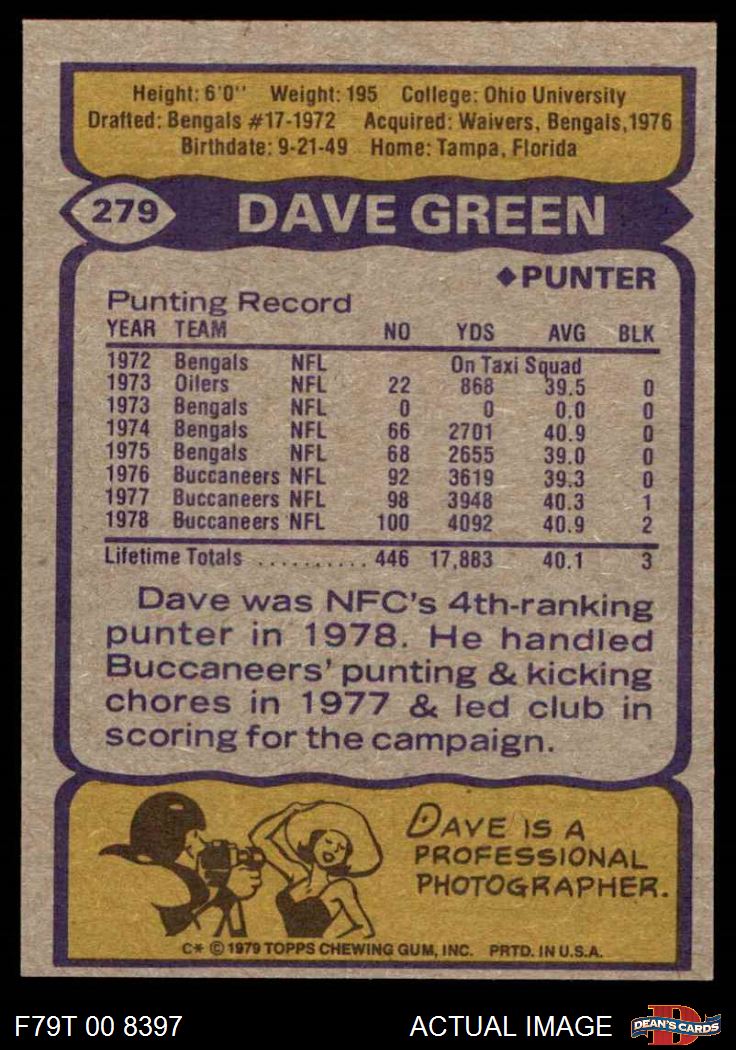 Height: 6'0" Weight: 195 College: Ohio University
Drafted: Bengals #17-1972 Acquired: Waivers, Bengals, 1976
Birthdate: 9-21-49 Home: Tampa, Florida
279 DAVE GREEN
◆PUNTER
Punting Record
YEAR TEAM NO YDS AVG BLK
1972 Bengals NFL On Taxi Squad
1973 Oilers NFL 22 868 39.5 0
1973 Bengals NFL 0 0 0.0 0
1974 Bengals NFL 66 2701 40.9 0
1975 Bengals NFL 68 2655 39.0 0
1976 Buccaneers NFL 92 3619 39.3 0
1977 Buccaneers NFL 98 3948 40.3 1
1978 Buccaneers NFL 100 4092 40.9 2
Lifetime Totals .......... 446 17,883 40.1 3
Dave was NFC's 4th-ranking
punter in 1978. He handled
Buccaneers' punting & kicking
chores in 1977 & led club in
scoring for the campaign.
DAVE IS A
PROFESSIONAL
PHOTOGRAPHER.
C* © 1979 TOPPS CHEWING GUM, INC. PRTD. IN U.S.A.
F79T 00 8397 ACTUAL IMAGE D DEAN'S CARDS